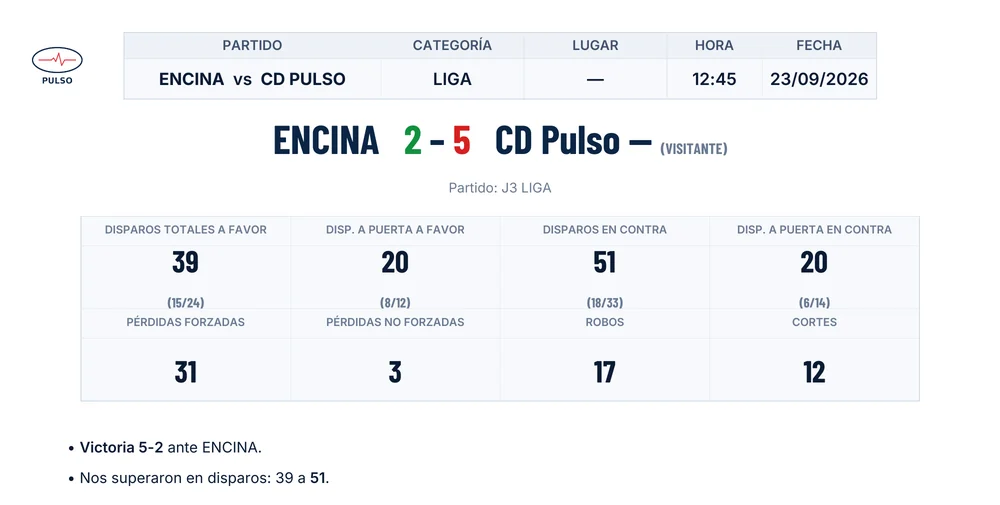 PULSO
PARTIDO CATEGORÍA LUGAR HORA FECHA
ENCINA vs CD PULSO LIGA — 12:45 23/09/2026
ENCINA 2 – 5 CD Pulso — (VISITANTE)
Partido: J3 LIGA
DISPAROS TOTALES A FAVOR DISP. A PUERTA A FAVOR DISPAROS EN CONTRA DISP. A PUERTA EN CONTRA
39 20 51 20
(15/24) (8/12) (18/33) (6/14)
PÉRDIDAS FORZADAS PÉRDIDAS NO FORZADAS ROBOS CORTES
31 3 17 12
• Victoria 5-2 ante ENCINA.
• Nos superaron en disparos: 39 a 51.